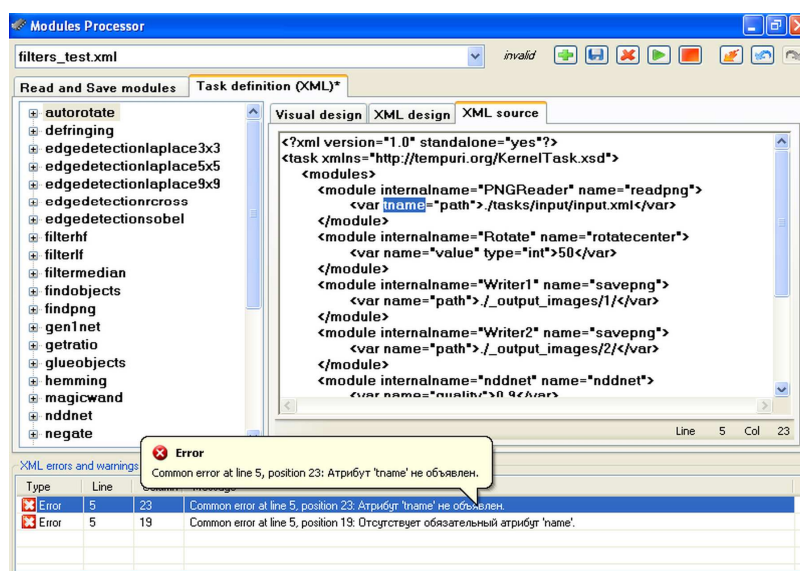 Modules Processor
filters_test.xml
invalid
Read and Save modules
Task definition (XML)*
autorotate
defringing
edgedetectionlaplace3x3
edgedetectionlaplace5x5
edgedetectionlaplace9x9
edgedetectionrcross
edgedetectionsobel
filterhf
filterlf
filtermedian
findobjects
findpng
gen1net
getratio
glueobjects
hemming
magicwand
nddnet
negate
Visual design
XML design
XML source
<?xml version="1.0" standalone="yes"?>
<task xmlns="http://tempuri.org/KernelTask.xsd">
<modules>
<module internalname="PNGReader" name="readpng">
<var tname="path">./tasks/input/input.xml</var>
</module>
<module internalname="Rotate" name="rotatecenter">
<var name="value" type="int">50</var>
</module>
<module internalname="Writer1" name="savepng">
<var name="path">./_output_images/1/</var>
</module>
<module internalname="Writer2" name="savepng">
<var name="path">./_output_images/2/</var>
</module>
<module internalname="nddnet" name="nddnet">
<var name="quality">0.9</var>
Line 5 Col 23
Error
Common error at line 5, position 23: Атрибут 'tname' не объявлен.
XML errors and warnings
Type Line Column Message
Error 5 23 Common error at line 5, position 23: Атрибут 'tname' не объявлен.
Error 5 19 Common error at line 5, position 19: Отсутствует обязательный атрибут 'name'.